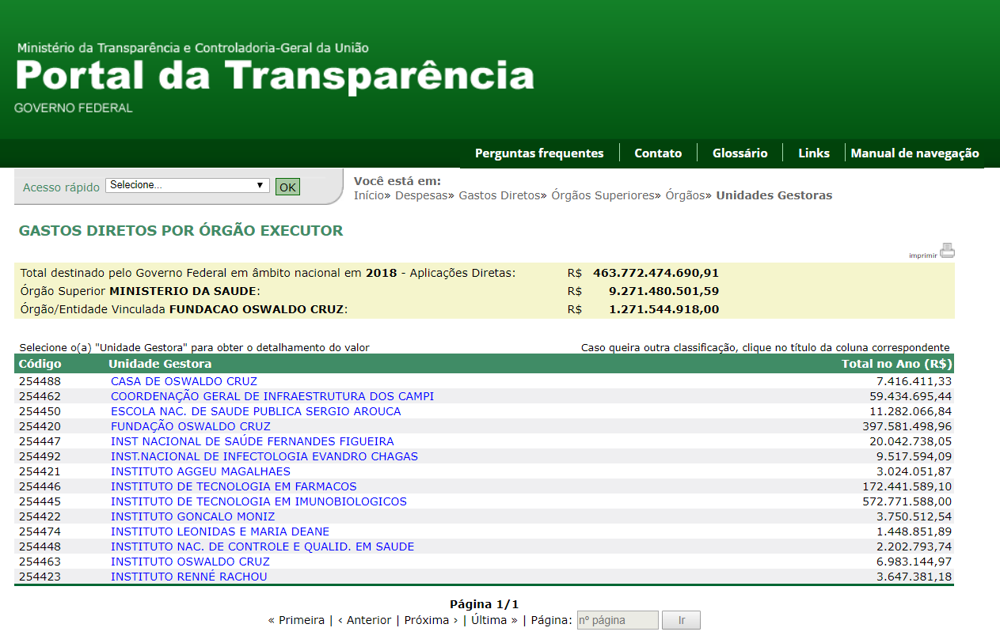 Ministério da Transparência e Controladoria-Geral da União
Portal da Transparência
GOVERNO FEDERAL
Perguntas frequentes Contato Glossário Links Manual de navegação
Acesso rápido Selecione... OK
Você está em:
Início» Despesas» Gastos Diretos» Órgãos Superiores» Órgãos» Unidades Gestoras
GASTOS DIRETOS POR ÓRGÃO EXECUTOR
imprimir
Total destinado pelo Governo Federal em âmbito nacional em 2018 - Aplicações Diretas: R$ 463.772.474.690,91
Órgão Superior MINISTERIO DA SAUDE: R$ 9.271.480.501,59
Órgão/Entidade Vinculada FUNDACAO OSWALDO CRUZ: R$ 1.271.544.918,00
Selecione o(a) "Unidade Gestora" para obter o detalhamento do valor Caso queira outra classificação, clique no título da coluna correspondente
Código Unidade Gestora Total no Ano (R$)
254488 CASA DE OSWALDO CRUZ 7.416.411,33
254462 COORDENAÇÃO GERAL DE INFRAESTRUTURA DOS CAMPI 59.434.695,44
254450 ESCOLA NAC. DE SAUDE PUBLICA SERGIO AROUCA 11.282.066,84
254420 FUNDAÇÃO OSWALDO CRUZ 397.581.498,96
254447 INST NACIONAL DE SAÚDE FERNANDES FIGUEIRA 20.042.738,05
254492 INST.NACIONAL DE INFECTOLOGIA EVANDRO CHAGAS 9.517.594,09
254421 INSTITUTO AGGEU MAGALHAES 3.024.051,87
254446 INSTITUTO DE TECNOLOGIA EM FARMACOS 172.441.589,10
254445 INSTITUTO DE TECNOLOGIA EM IMUNOBIOLOGICOS 572.771.588,00
254422 INSTITUTO GONCALO MONIZ 3.750.512,54
254474 INSTITUTO LEONIDAS E MARIA DEANE 1.448.851,89
254448 INSTITUTO NAC. DE CONTROLE E QUALID. EM SAUDE 2.202.793,74
254463 INSTITUTO OSWALDO CRUZ 6.983.144,97
254423 INSTITUTO RENNÉ RACHOU 3.647.381,18
Página 1/1
« Primeira | ‹ Anterior | Próxima › | Última » | Página: nº página Ir